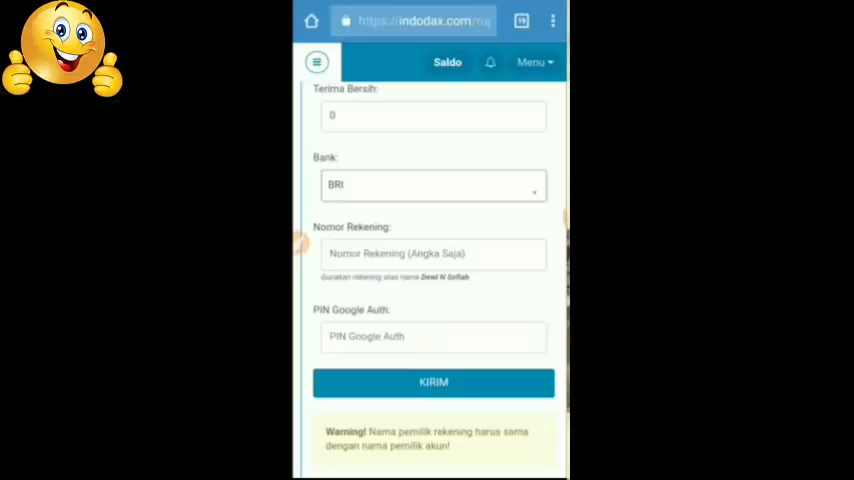 https://indodax.com/
19
Saldo
Menu
Terima Bersih:
0
Bank:
BRI
Nomor Rekening:
Nomor Rekening (Angka Saja)
Gunakan rekening atas nama Dewi N Sofiah
PIN Google Auth:
PIN Google Auth
KIRIM
Warning! Nama pemilik rekening harus sama
dengan nama pemilik akun!